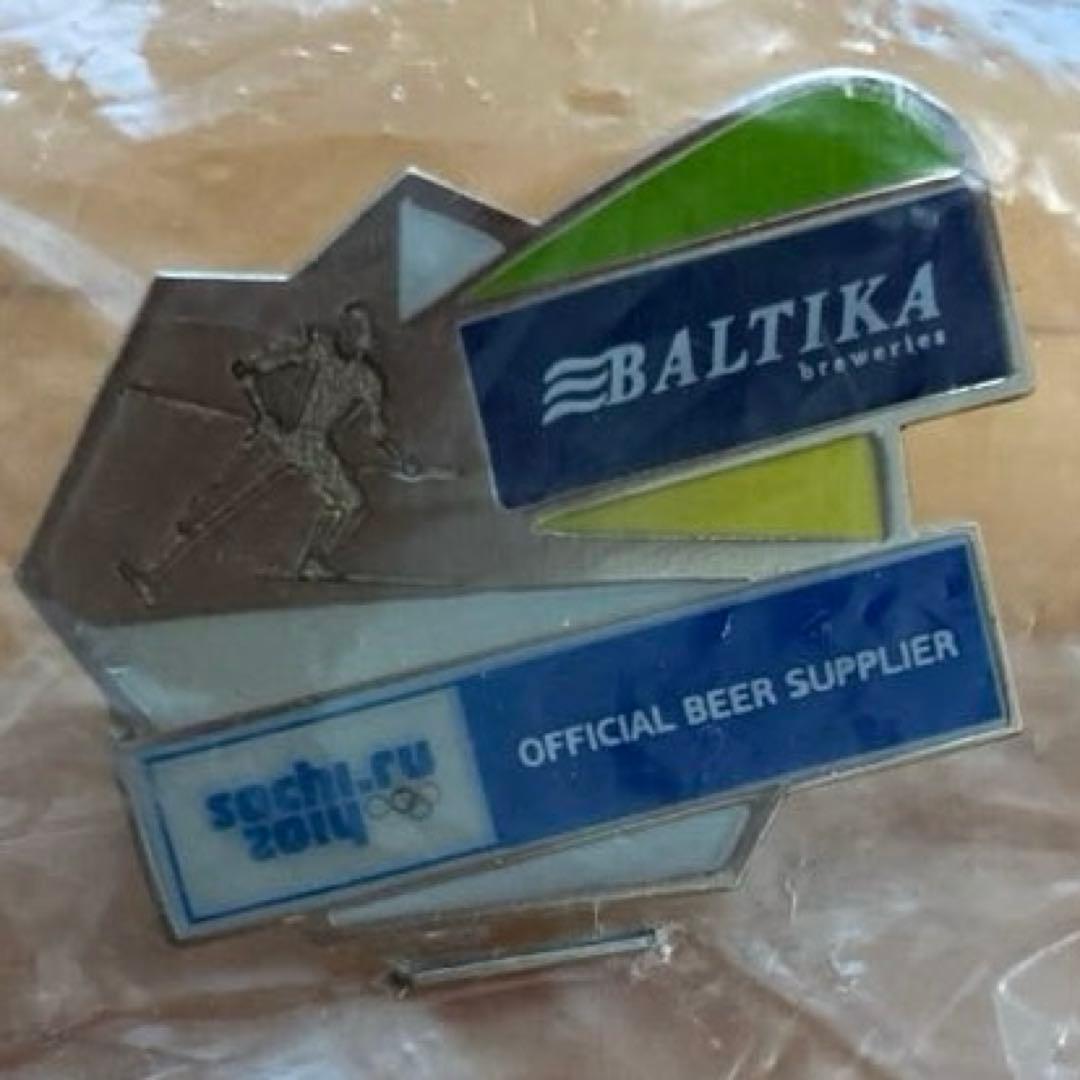 BALTIKA
breweries
OFFICIAL BEER SUPPLIER
sochi.ru
2014